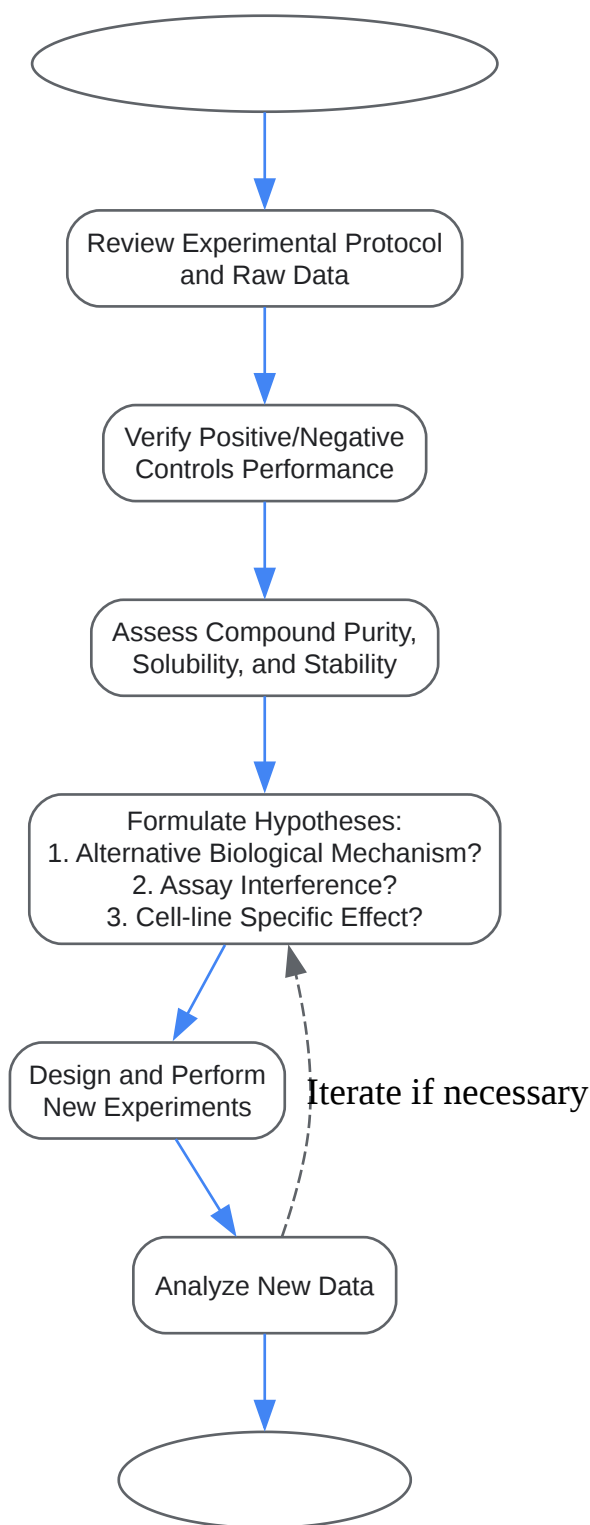 Review Experimental Protocol
and Raw Data
Verify Positive/Negative
Controls Performance
Assess Compound Purity,
Solubility, and Stability
Formulate Hypotheses:
1. Alternative Biological Mechanism?
2. Assay Interference?
3. Cell-line Specific Effect?
Design and Perform
New Experiments
Iterate if necessary
Analyze New Data